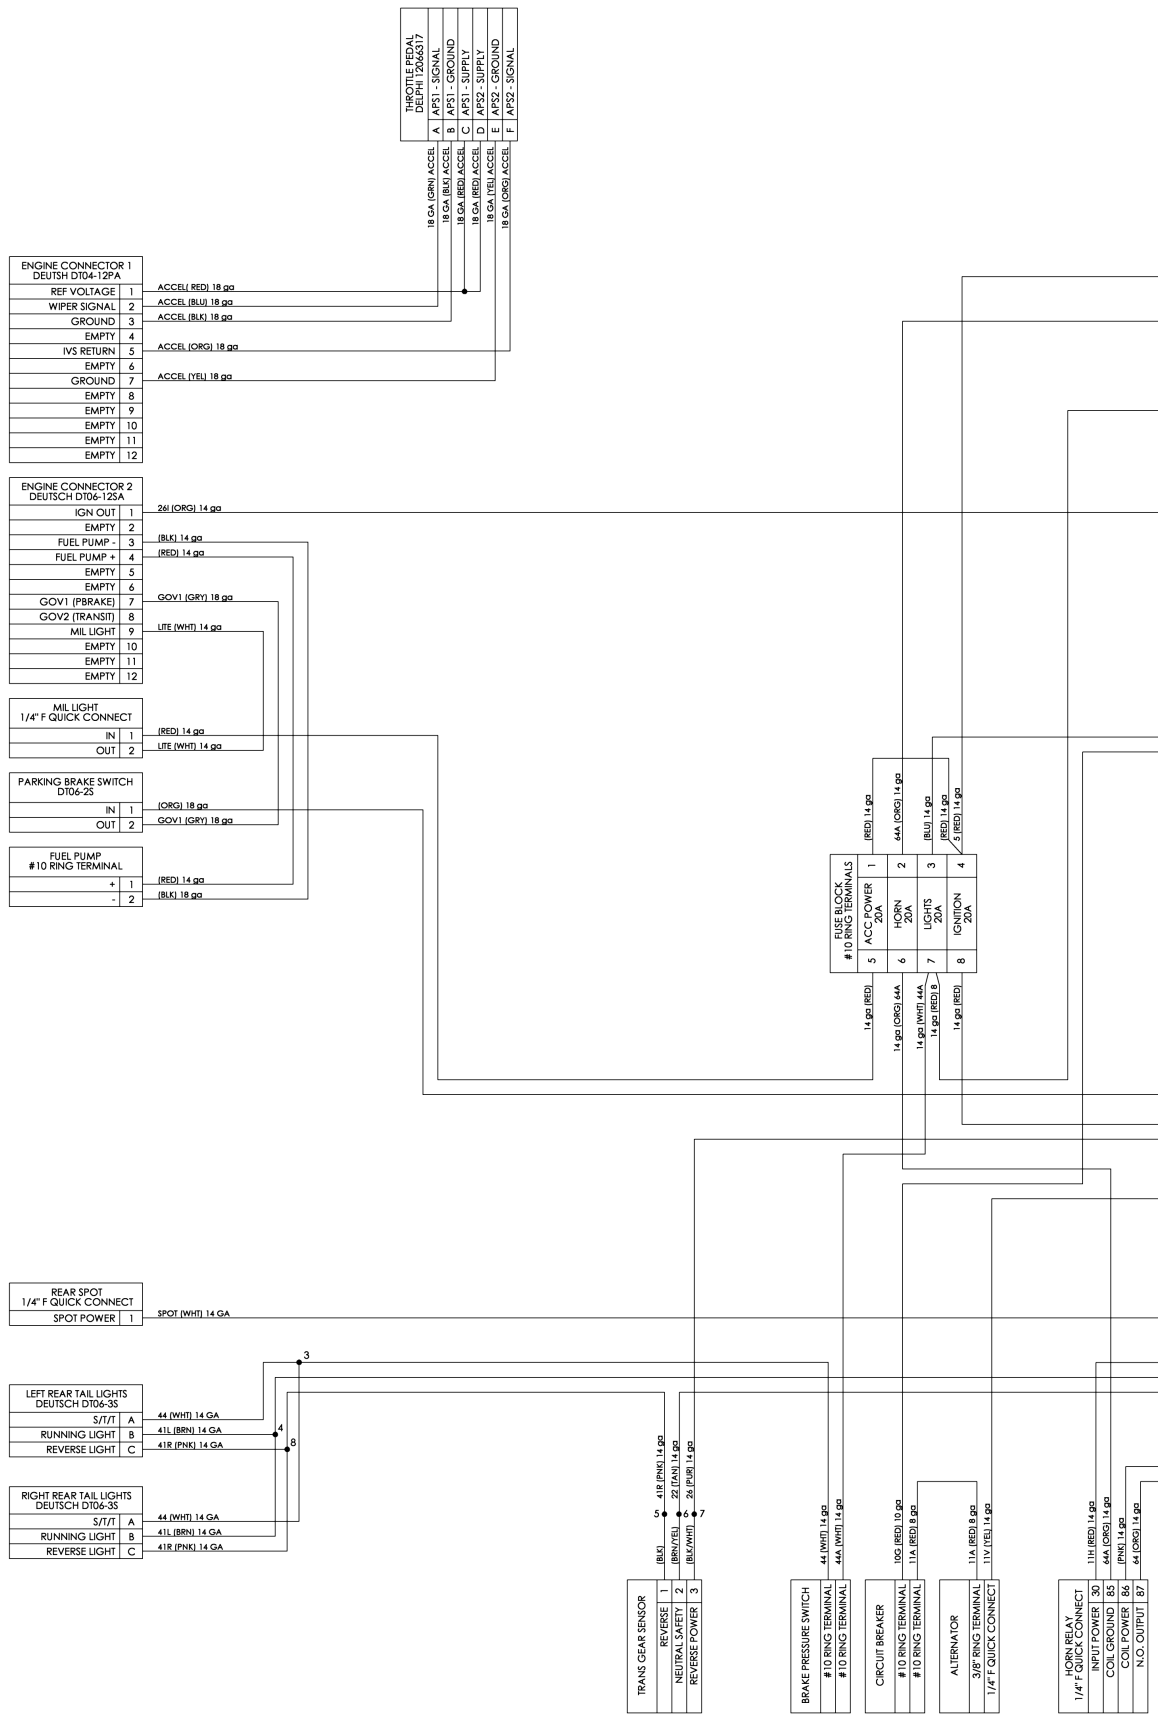 THROTTLE PEDAL
DELPHI 12066317
A APS1 - SIGNAL
B APS1 - GROUND
C APS1 - SUPPLY
D APS2 - SUPPLY
E APS2 - GROUND
F APS2 - SIGNAL
18 GA (GRN) ACCEL
18 GA (BLK) ACCEL
18 GA (RED) ACCEL
18 GA (RED) ACCEL
18 GA (YEL) ACCEL
18 GA (ORG) ACCEL
ENGINE CONNECTOR 1
DEUTSH DT04-12PA
REF VOLTAGE 1 ACCEL( RED) 18 ga
WIPER SIGNAL 2 ACCEL (BLU) 18 ga
GROUND 3 ACCEL (BLK) 18 ga
EMPTY 4
IVS RETURN 5 ACCEL (ORG) 18 ga
EMPTY 6
GROUND 7 ACCEL (YEL) 18 ga
EMPTY 8
EMPTY 9
EMPTY 10
EMPTY 11
EMPTY 12
ENGINE CONNECTOR 2
DEUTSCH DT06-12SA
IGN OUT 1 26I (ORG) 14 ga
EMPTY 2
FUEL PUMP - 3 (BLK) 14 ga
FUEL PUMP + 4 (RED) 14 ga
EMPTY 5
EMPTY 6
GOV1 (PBRAKE) 7 GOV1 (GRY) 18 ga
GOV2 (TRANSIT) 8
MIL LIGHT 9 LITE (WHT) 14 ga
EMPTY 10
EMPTY 11
EMPTY 12
MIL LIGHT
1/4" F QUICK CONNECT
IN 1 (RED) 14 ga
OUT 2 LITE (WHT) 14 ga
PARKING BRAKE SWITCH
DT06-2S
IN 1 (ORG) 18 ga
OUT 2 GOV1 (GRY) 18 ga
FUEL PUMP
#10 RING TERMINAL
+ 1 (RED) 14 ga
- 2 (BLK) 18 ga
(RED) 14 ga
64A (ORG) 14 ga
(BLU) 14 ga
(RED) 14 ga
5 (RED) 14 ga
FUSE BLOCK
#10 RING TERMINALS
5 ACC POWER 20A 1
6 HORN 20A 2
7 LIGHTS 20A 3
8 IGNITION 20A 4
14 ga (RED)
14 ga (ORG) 64A
14 ga (WHT) 44A
14 ga (RED) 8
14 ga (RED)
REAR SPOT
1/4" F QUICK CONNECT
SPOT POWER 1 SPOT (WHT) 14 GA
3
LEFT REAR TAIL LIGHTS
DEUTSCH DT06-3S
S/T/T A 44 (WHT) 14 GA
RUNNING LIGHT B 41L (BRN) 14 GA
REVERSE LIGHT C 41R (PNK) 14 GA
4
8
RIGHT REAR TAIL LIGHTS
DEUTSCH DT06-3S
S/T/T A 44 (WHT) 14 GA
RUNNING LIGHT B 41L (BRN) 14 GA
REVERSE LIGHT C 41R (PNK) 14 GA
41R (PNK) 14 ga
22 (TAN) 14 ga
26 (PUR) 14 ga
5
6
7
(BLK)
(BRN/YEL)
(BLK/WHT)
TRANS GEAR SENSOR
REVERSE 1
NEUTRAL SAFETY 2
REVERSE POWER 3
44 (WHT) 14 ga
44A (WHT) 14 ga
BRAKE PRESSURE SWITCH
#10 RING TERMINAL
#10 RING TERMINAL
10G (RED) 10 ga
11A (RED) 8 ga
CIRCUIT BREAKER
#10 RING TERMINAL
#10 RING TERMINAL
11A (RED) 8 ga
11V (YEL) 14 ga
ALTERNATOR
3/8" RING TERMINAL
1/4" F QUICK CONNECT
11H (RED) 14 ga
64A (ORG) 14 ga
(PNK) 14 ga
64 (ORG) 14 ga
HORN RELAY
1/4" F QUICK CONNECT
INPUT POWER 30
COIL GROUND 85
COIL POWER 86
N.O. OUTPUT 87